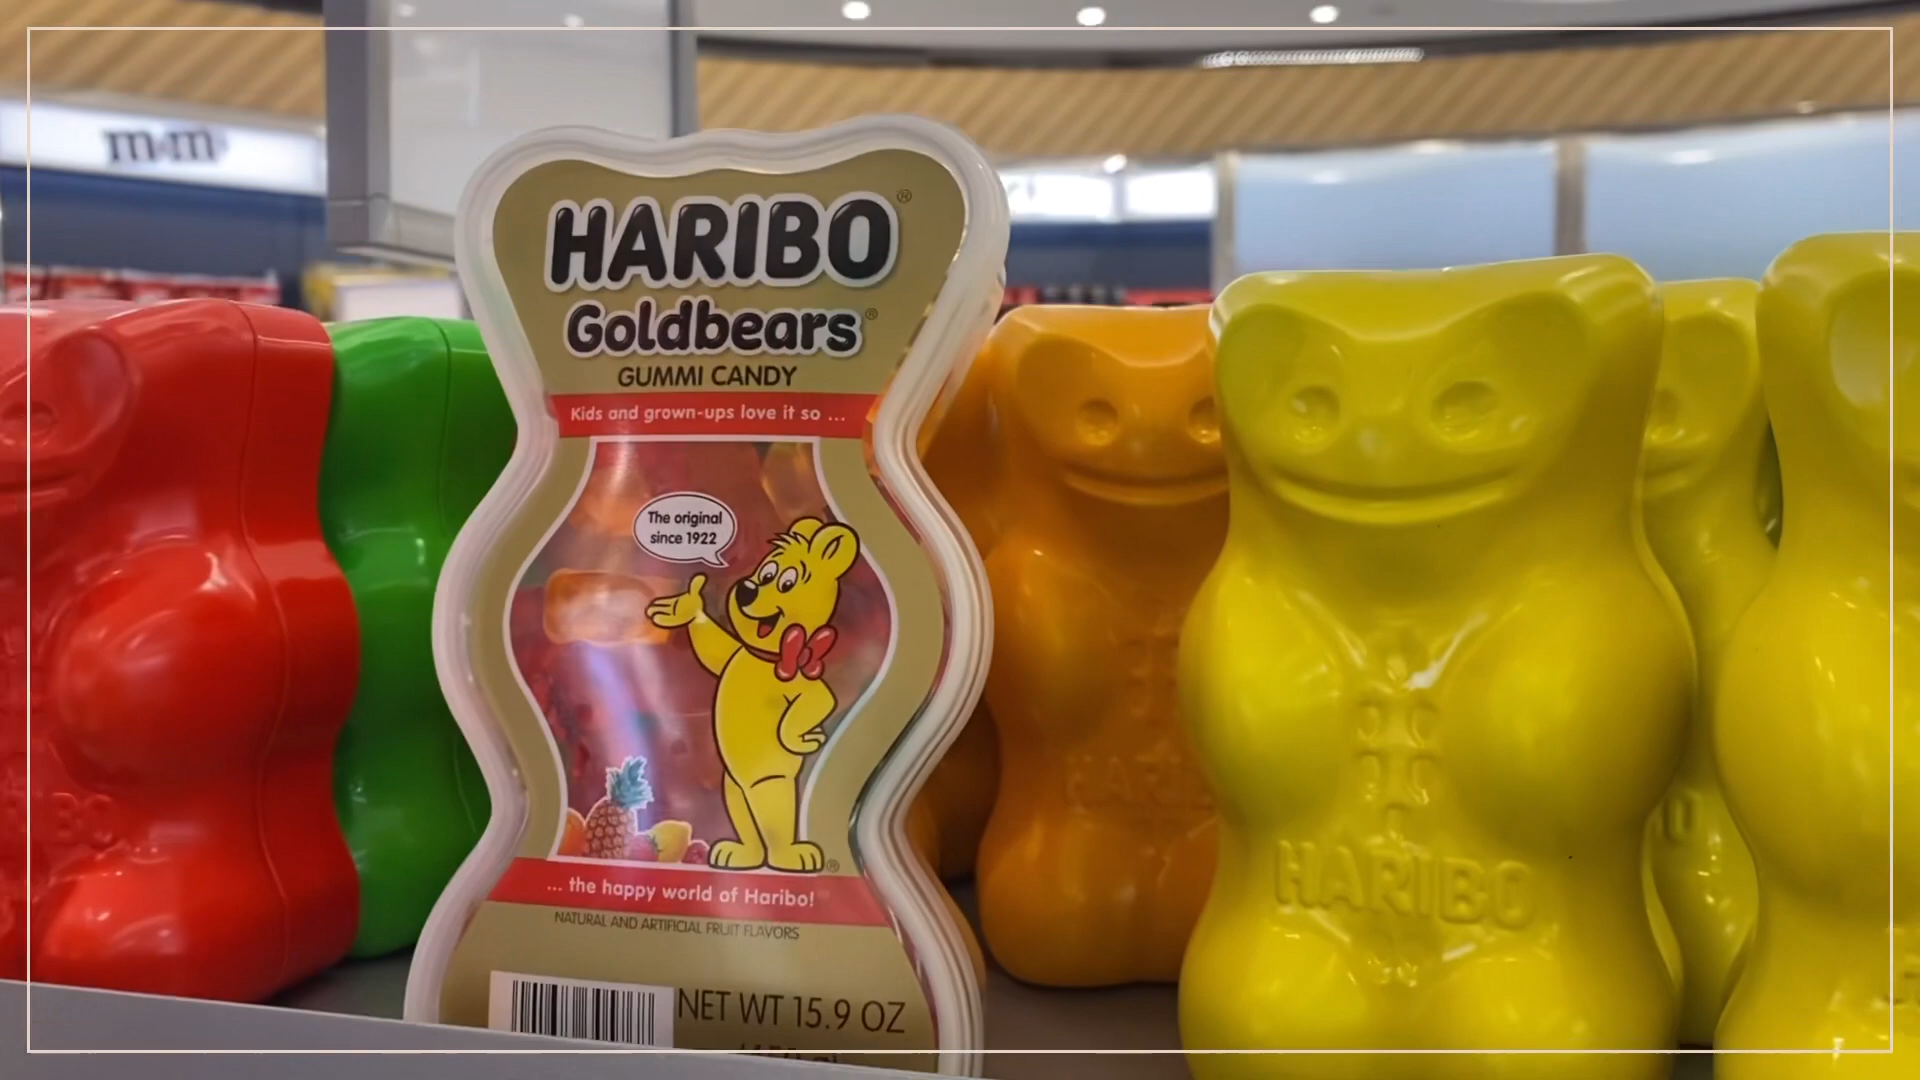 m&m's
HARIBO®
Goldbears®
GUMMI CANDY
Kids and grown-ups love it so ...
The original
since 1922
®
... the happy world of Haribo!
NATURAL AND ARTIFICIAL FRUIT FLAVORS
NET WT 15.9 OZ
HARIBO
HARIBO